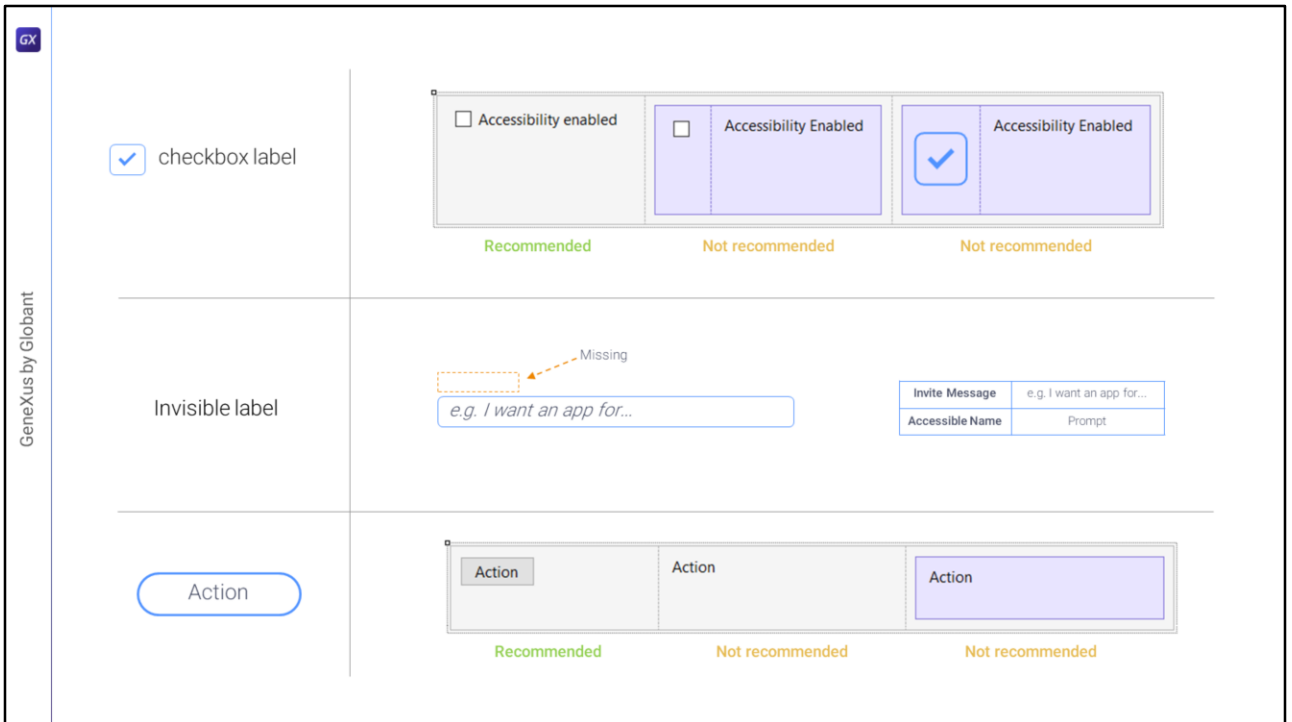 GX
GeneXus by Globant
checkbox label
Accessibility enabled
Accessibility Enabled
Accessibility Enabled
Recommended
Not recommended
Not recommended
Invisible label
Missing
e.g. I want an app for...
Invite Message
e.g. I want an app for...
Accessible Name
Prompt
Action
Action
Action
Action
Recommended
Not recommended
Not recommended